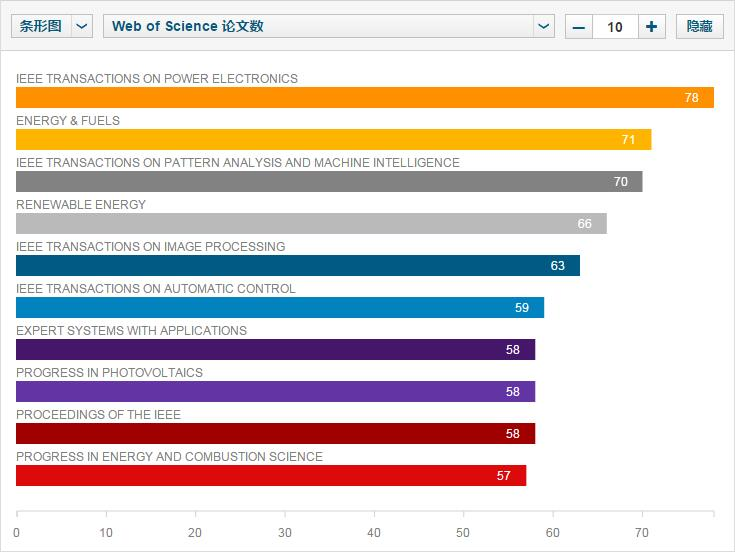 条形图 Web of Science 论文数 − 10 + 隐藏
IEEE TRANSACTIONS ON POWER ELECTRONICS
78
ENERGY & FUELS
71
IEEE TRANSACTIONS ON PATTERN ANALYSIS AND MACHINE INTELLIGENCE
70
RENEWABLE ENERGY
66
IEEE TRANSACTIONS ON IMAGE PROCESSING
63
IEEE TRANSACTIONS ON AUTOMATIC CONTROL
59
EXPERT SYSTEMS WITH APPLICATIONS
58
PROGRESS IN PHOTOVOLTAICS
58
PROCEEDINGS OF THE IEEE
58
PROGRESS IN ENERGY AND COMBUSTION SCIENCE
57
0 10 20 30 40 50 60 70